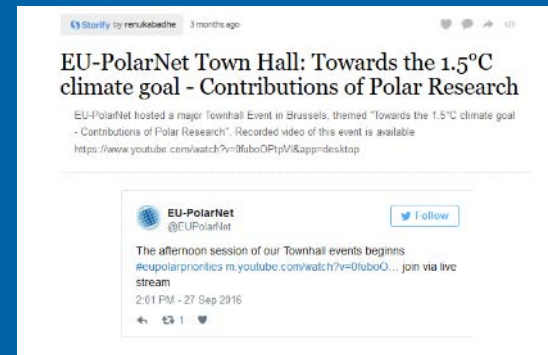 Storify by renukabadhe 3 months ago
EU-PolarNet Town Hall: Towards the 1.5°C
climate goal - Contributions of Polar Research
EU-PolarNet hosted a major Townhall Event in Brussels, themed "Towards the 1.5°C climate goal
- Contributions of Polar Research". Recorded video of this event is available
https://www.youtube.com/watch?v=0fuboOPtpVI&app=desktop
EU-PolarNet
@EUPolarNet
Follow
The afternoon session of our Townhall events beginns
#eupolarpriorities m.youtube.com/watch?v=0fuboO... join via live
stream
2:01 PM - 27 Sep 2016
1